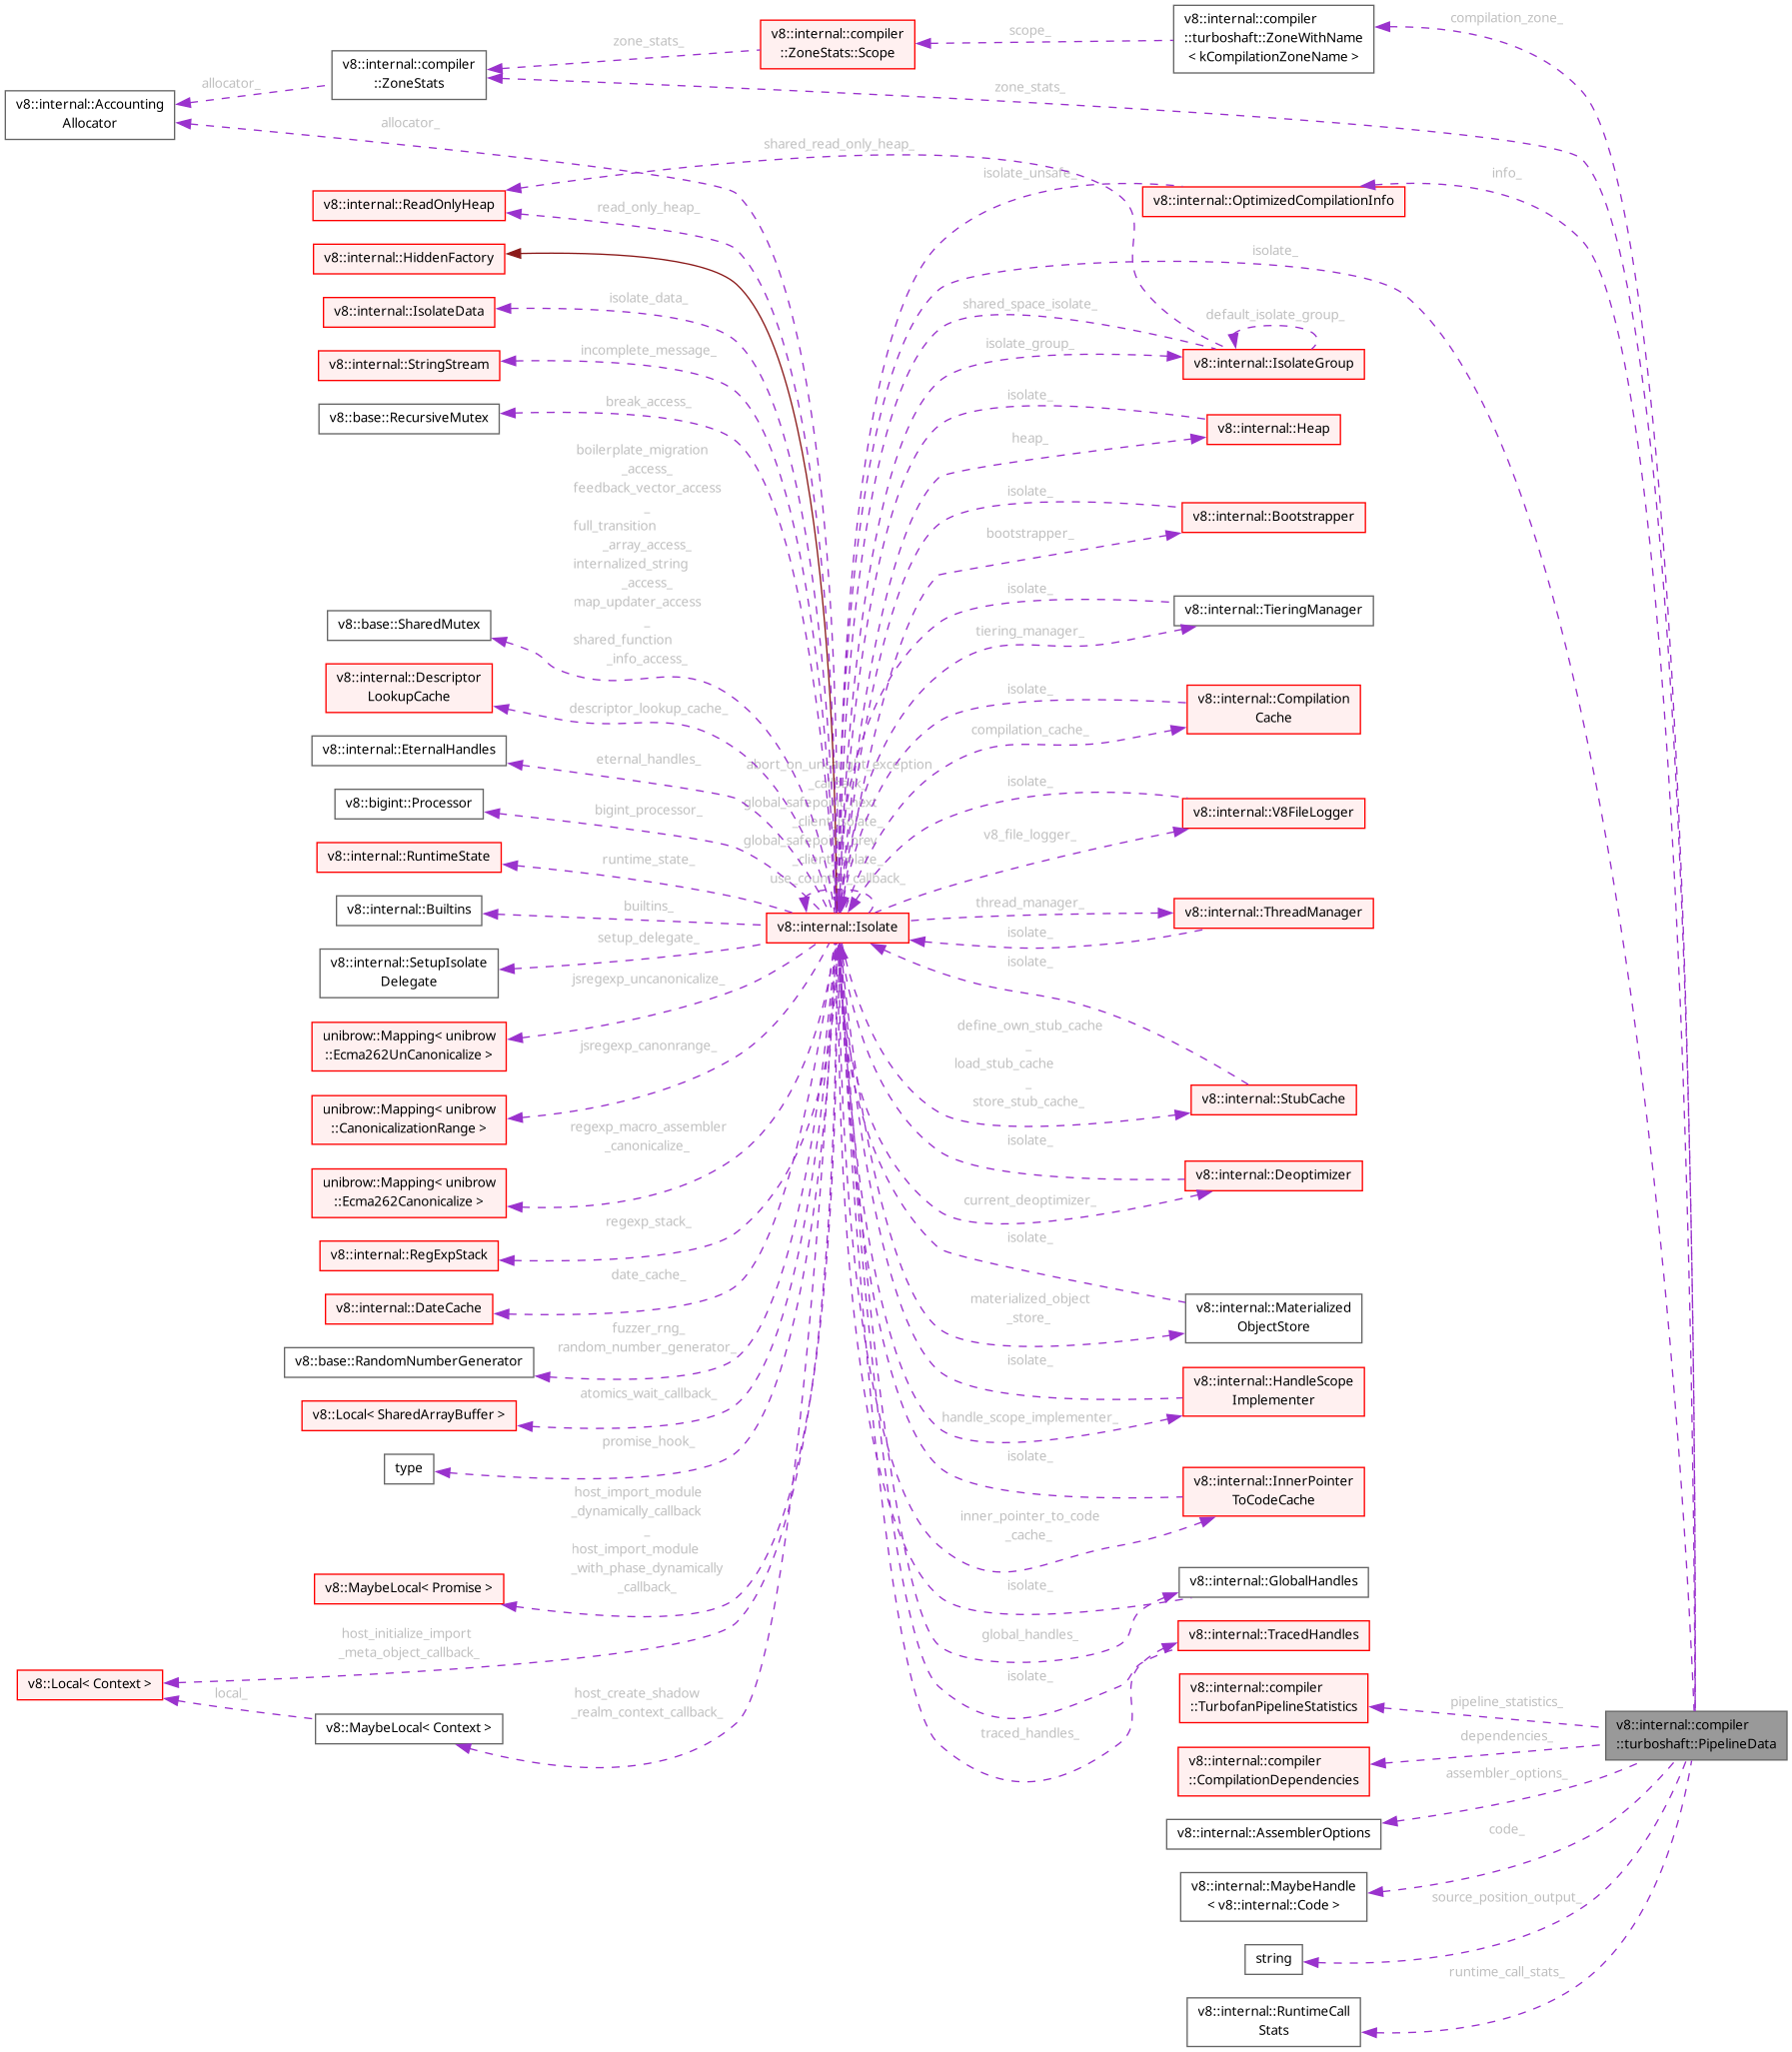 v8::internal::compiler
::turboshaft::ZoneWithName
< kCompilationZoneName >
compilation_zone_
scope_
v8::internal::compiler
::ZoneStats::Scope
zone_stats_
v8::internal::compiler
::ZoneStats
zone_stats_
allocator_
v8::internal::Accounting
Allocator
allocator_
shared_read_only_heap_
isolate_unsafe_
v8::internal::OptimizedCompilationInfo
info_
v8::internal::ReadOnlyHeap
read_only_heap_
v8::internal::HiddenFactory
isolate_
v8::internal::IsolateData
isolate_data_
shared_space_isolate_
default_isolate_group_
v8::internal::StringStream
incomplete_message_
isolate_group_
v8::internal::IsolateGroup
v8::base::RecursiveMutex
break_access_
isolate_
v8::internal::Heap
heap_
boilerplate_migration
_access_
feedback_vector_access
_
full_transition
_array_access_
internalized_string
_access_
map_updater_access
_
shared_function
_info_access_
isolate_
v8::internal::Bootstrapper
bootstrapper_
v8::base::SharedMutex
isolate_
v8::internal::TieringManager
tiering_manager_
v8::internal::Descriptor
LookupCache
descriptor_lookup_cache_
isolate_
v8::internal::Compilation
Cache
compilation_cache_
v8::internal::EternalHandles
eternal_handles_
v8::bigint::Processor
bigint_processor_
isolate_
v8::internal::V8FileLogger
v8_file_logger_
v8::internal::RuntimeState
runtime_state_
v8::internal::Builtins
builtins_
v8::internal::Isolate
thread_manager_
v8::internal::ThreadManager
isolate_
v8::internal::SetupIsolate
Delegate
setup_delegate_
isolate_
jsregexp_uncanonicalize_
unibrow::Mapping< unibrow
::Ecma262UnCanonicalize >
jsregexp_canonrange_
define_own_stub_cache
_
load_stub_cache
_
store_stub_cache_
v8::internal::StubCache
unibrow::Mapping< unibrow
::CanonicalizationRange >
regexp_macro_assembler
_canonicalize_
isolate_
v8::internal::Deoptimizer
current_deoptimizer_
unibrow::Mapping< unibrow
::Ecma262Canonicalize >
v8::internal::RegExpStack
regexp_stack_
isolate_
v8::internal::DateCache
date_cache_
materialized_object
_store_
v8::internal::Materialized
ObjectStore
v8::base::RandomNumberGenerator
fuzzer_rng_
random_number_generator_
isolate_
v8::internal::HandleScope
Implementer
handle_scope_implementer_
v8::Local< SharedArrayBuffer >
atomics_wait_callback_
type
promise_hook_
isolate_
v8::internal::InnerPointer
ToCodeCache
inner_pointer_to_code
_cache_
host_import_module
_dynamically_callback
_
host_import_module
_with_phase_dynamically
_callback_
v8::MaybeLocal< Promise >
isolate_
v8::internal::GlobalHandles
global_handles_
host_initialize_import
_meta_object_callback_
v8::internal::TracedHandles
isolate_
traced_handles_
v8::Local< Context >
local_
v8::MaybeLocal< Context >
host_create_shadow
_realm_context_callback_
v8::internal::compiler
::TurbofanPipelineStatistics
pipeline_statistics_
v8::internal::compiler
::turboshaft::PipelineData
dependencies_
v8::internal::compiler
::CompilationDependencies
assembler_options_
v8::internal::AssemblerOptions
code_
v8::internal::MaybeHandle
< v8::internal::Code >
source_position_output_
string
runtime_call_stats_
v8::internal::RuntimeCall
Stats